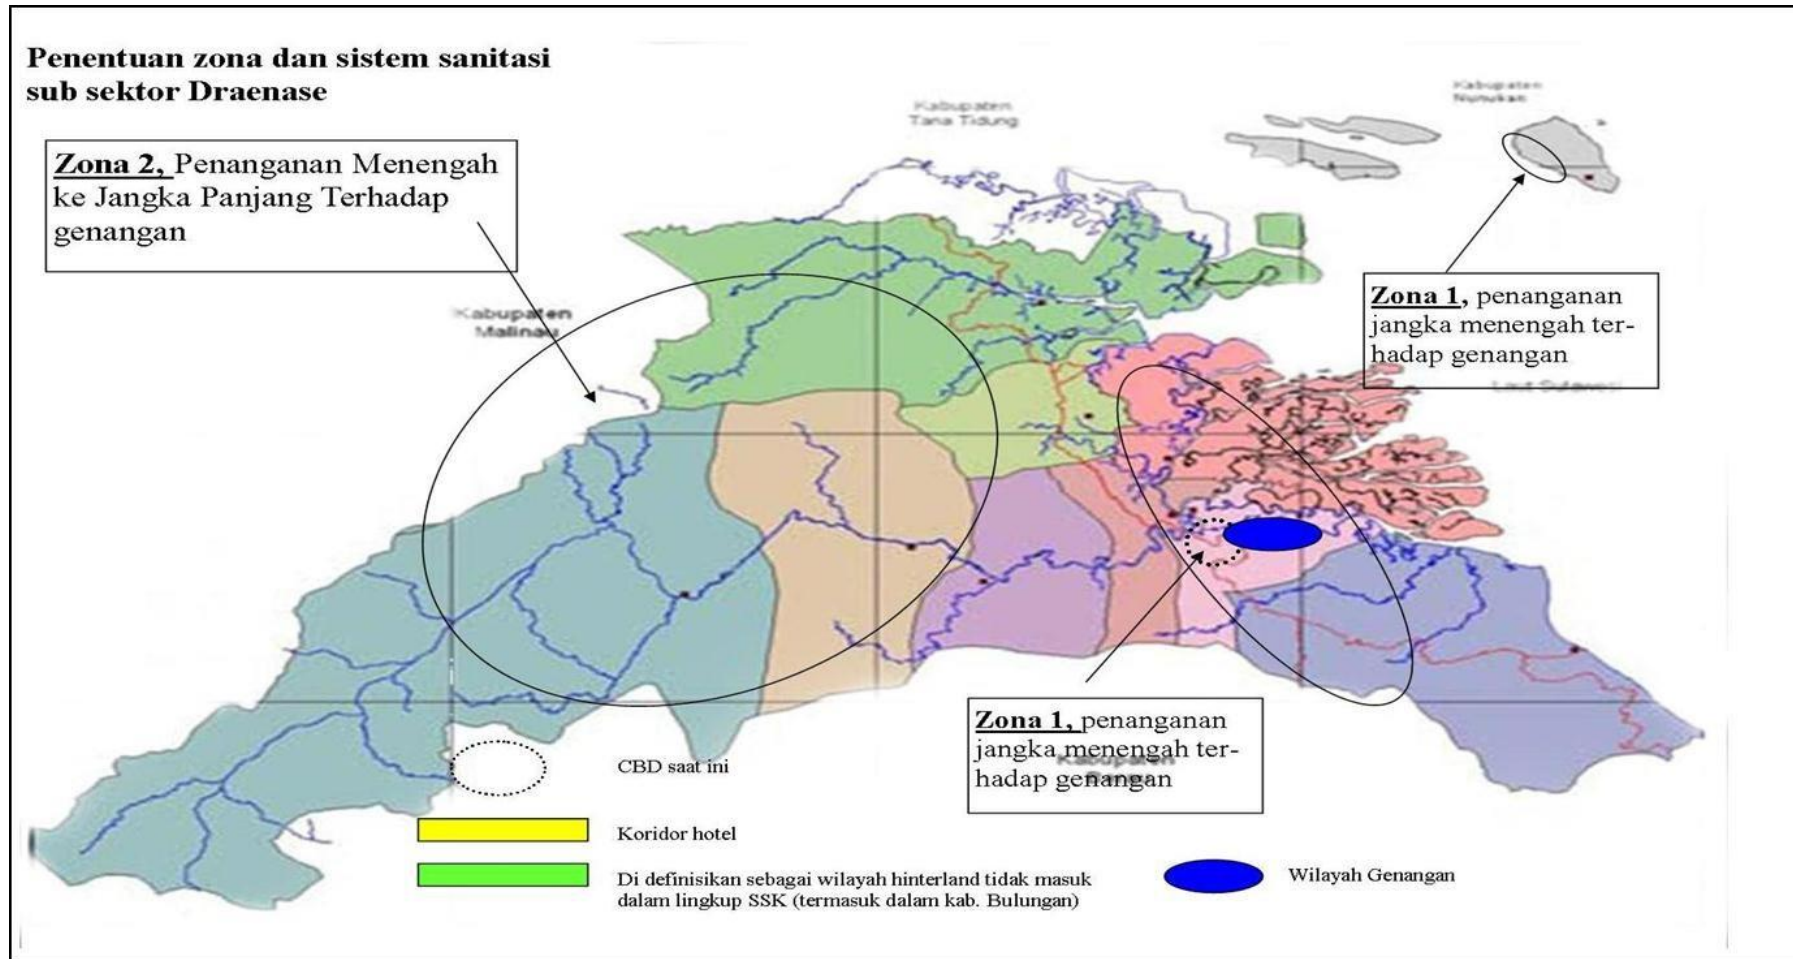 Penentuan zona dan sistem sanitasi
sub sektor Draenase
Kabupaten
Nunukan
Kabupaten
Tana Tidung
Zona 2, Penanganan Menengah
ke Jangka Panjang Terhadap
genangan
Zona 1, penanganan
jangka menengah ter-
hadap genangan
Kabupaten
Malinau
Laut Sulawesi
Zona 1, penanganan
jangka menengah ter-
hadap genangan
Kabupaten
CBD saat ini
Koridor hotel
Di definisikan sebagai wilayah hinterland tidak masuk
dalam lingkup SSK (termasuk dalam kab. Bulungan)
Wilayah Genangan